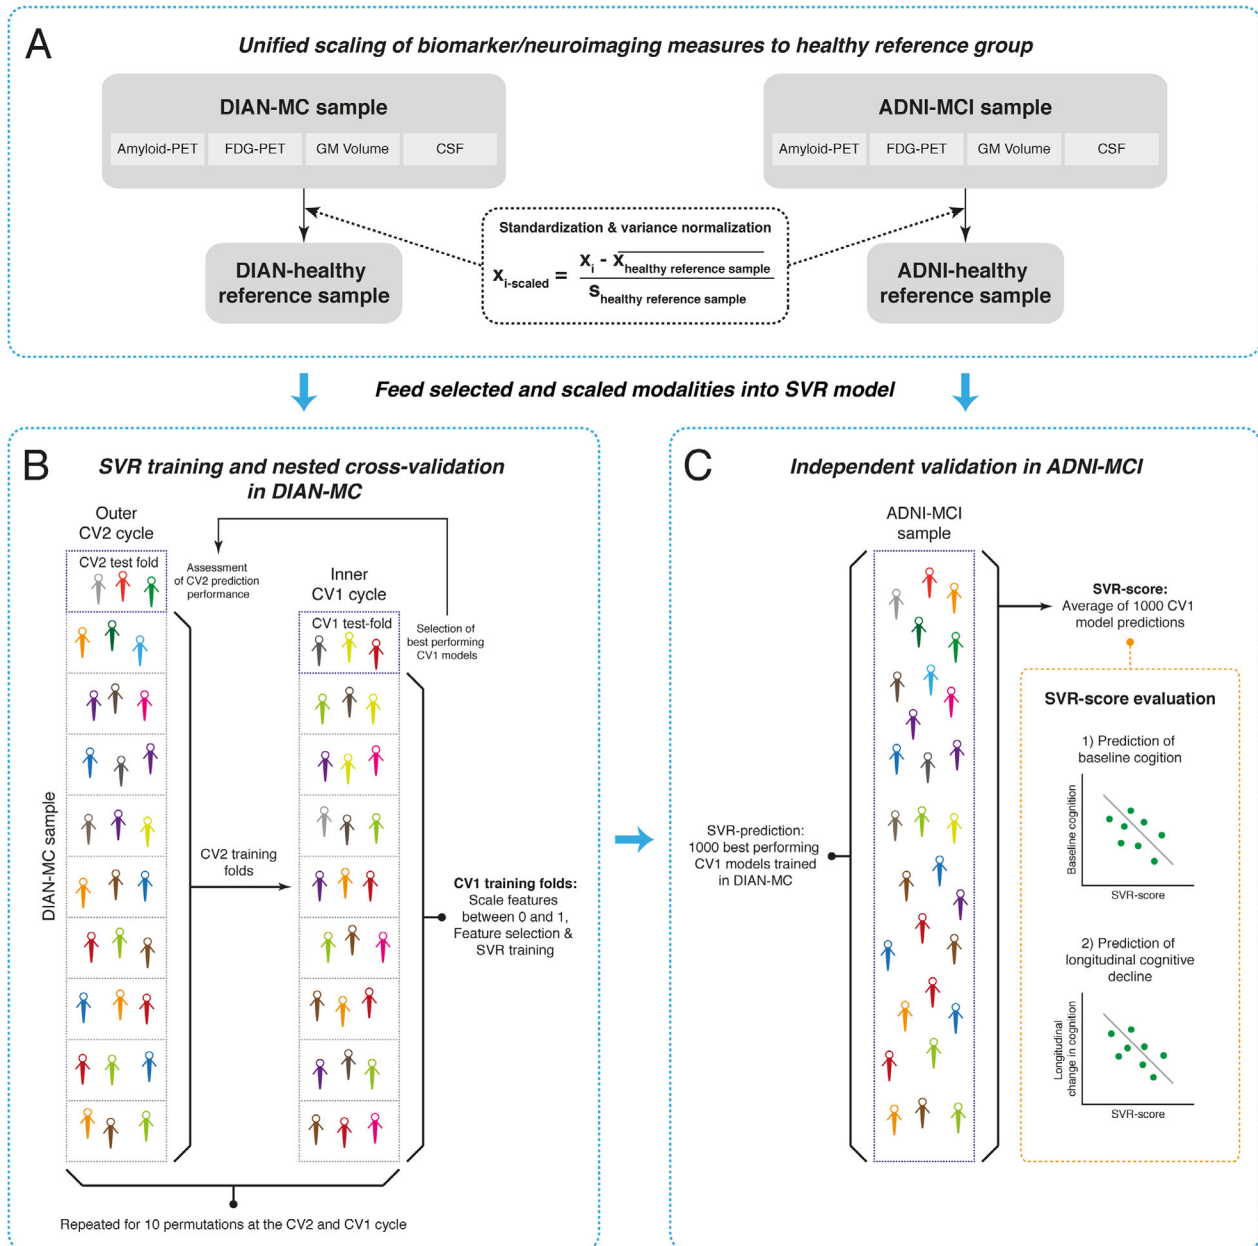 A
Unified scaling of biomarker/neuroimaging measures to healthy reference group
DIAN-MC sample
Amyloid-PET
FDG-PET
GM Volume
CSF
ADNI-MCI sample
Amyloid-PET
FDG-PET
GM Volume
CSF
Standardization & variance normalization
x i-scaled = x i - x healthy reference sample
s healthy reference sample
DIAN-healthy
reference sample
ADNI-healthy
reference sample
Feed selected and scaled modalities into SVR model
B
SVR training and nested cross-validation
in DIAN-MC
Outer
CV2 cycle
CV2 test fold
Assessment
of CV2 prediction
performance
Inner
CV1 cycle
CV1 test-fold
Selection of
best performing
CV1 models
DIAN-MC sample
CV2 training
folds
CV1 training folds:
Scale features
between 0 and 1,
Feature selection &
SVR training
Repeated for 10 permutations at the CV2 and CV1 cycle
C
Independent validation in ADNI-MCI
ADNI-MCI
sample
SVR-prediction:
1000 best performing
CV1 models trained
in DIAN-MC
SVR-score:
Average of 1000 CV1
model predictions
SVR-score evaluation
1) Prediction of
baseline cogition
Baseline cognition
SVR-score
2) Prediction of
longitudinal cognitive
decline
Longitudinal
change in cognition
SVR-score